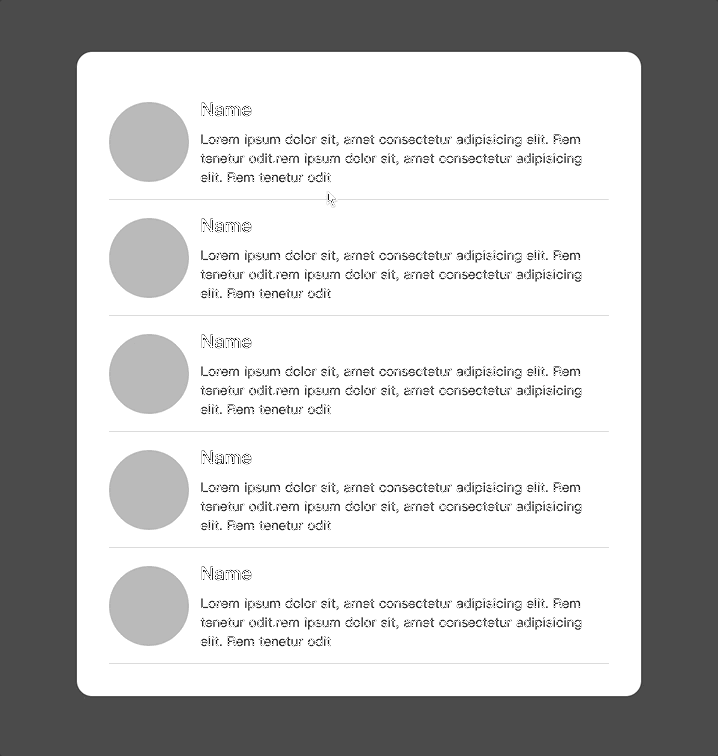 Name
Lorem ipsum dolor sit, amet consectetur adipisicing elit. Rem
tenetur odit.rem ipsum dolor sit, amet consectetur adipisicing
elit. Rem tenetur odit
Name
Lorem ipsum dolor sit, amet consectetur adipisicing elit. Rem
tenetur odit.rem ipsum dolor sit, amet consectetur adipisicing
elit. Rem tenetur odit
Name
Lorem ipsum dolor sit, amet consectetur adipisicing elit. Rem
tenetur odit.rem ipsum dolor sit, amet consectetur adipisicing
elit. Rem tenetur odit
Name
Lorem ipsum dolor sit, amet consectetur adipisicing elit. Rem
tenetur odit.rem ipsum dolor sit, amet consectetur adipisicing
elit. Rem tenetur odit
Name
Lorem ipsum dolor sit, amet consectetur adipisicing elit. Rem
tenetur odit.rem ipsum dolor sit, amet consectetur adipisicing
elit. Rem tenetur odit